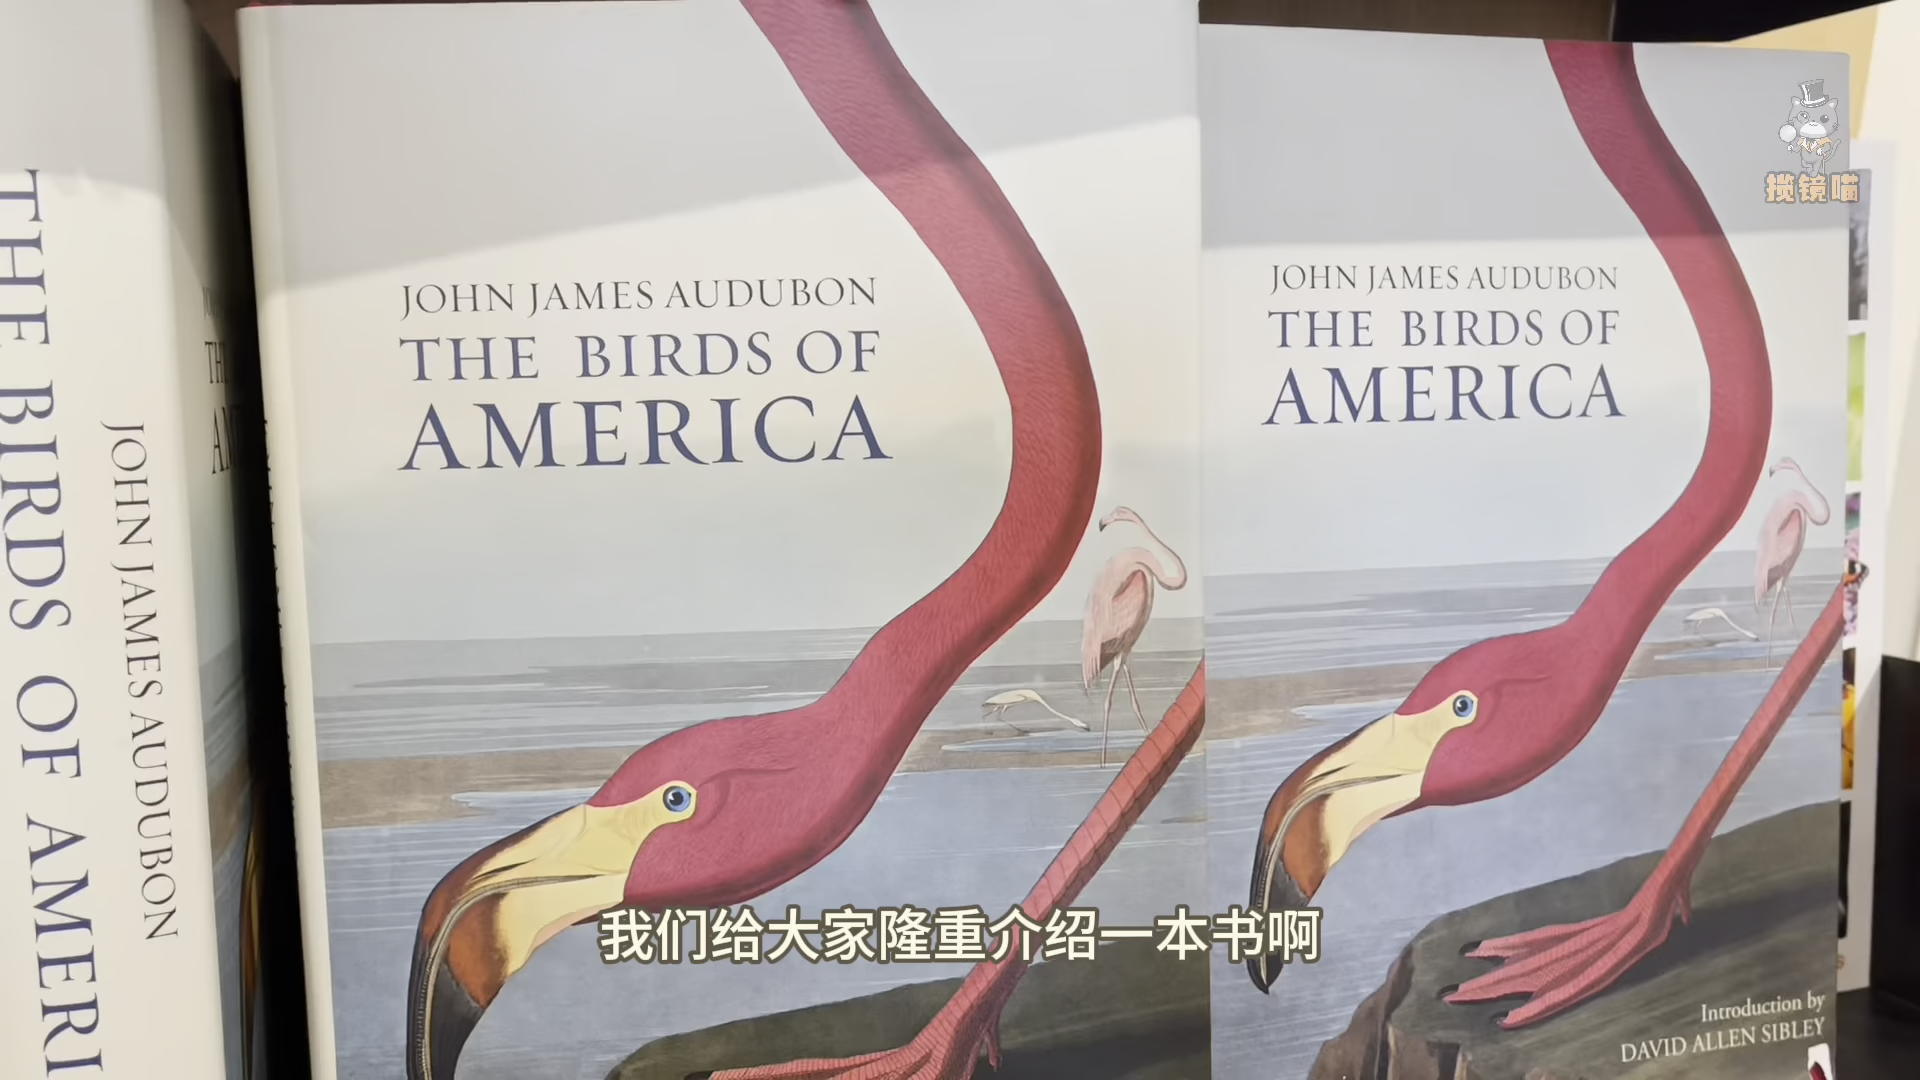 THE BIRDS OF AMERI
JOHN JAMES AUDUBON
JOHN JAMES AUDUBON
THE BIRDS OF
AMERICA
JOHN JAMES AUDUBON
THE BIRDS OF
AMERICA
Introduction by
DAVID ALLEN SIBLEY
揽镜喵
我们给大家隆重介绍一本书啊